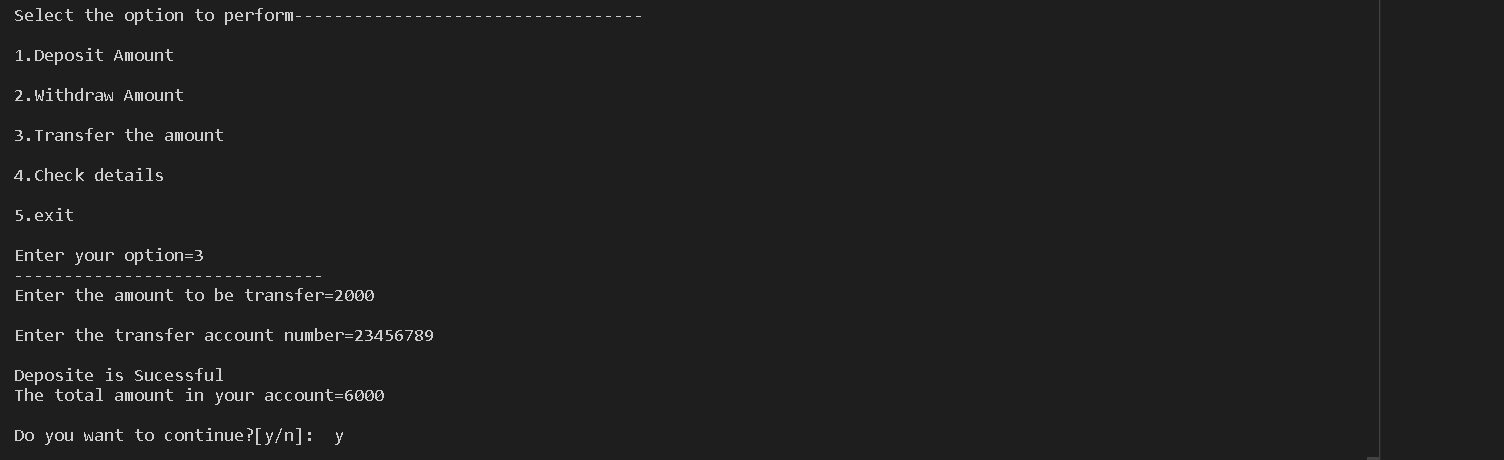 Select the option to perform-----------------------------------
1.Deposit Amount
2.Withdraw Amount
3.Transfer the amount
4.Check details
5.exit
Enter your option=3
-------------------------------
Enter the amount to be transfer=2000
Enter the transfer account number=23456789
Deposite is Sucessful
The total amount in your account=6000
Do you want to continue?[y/n]:  y